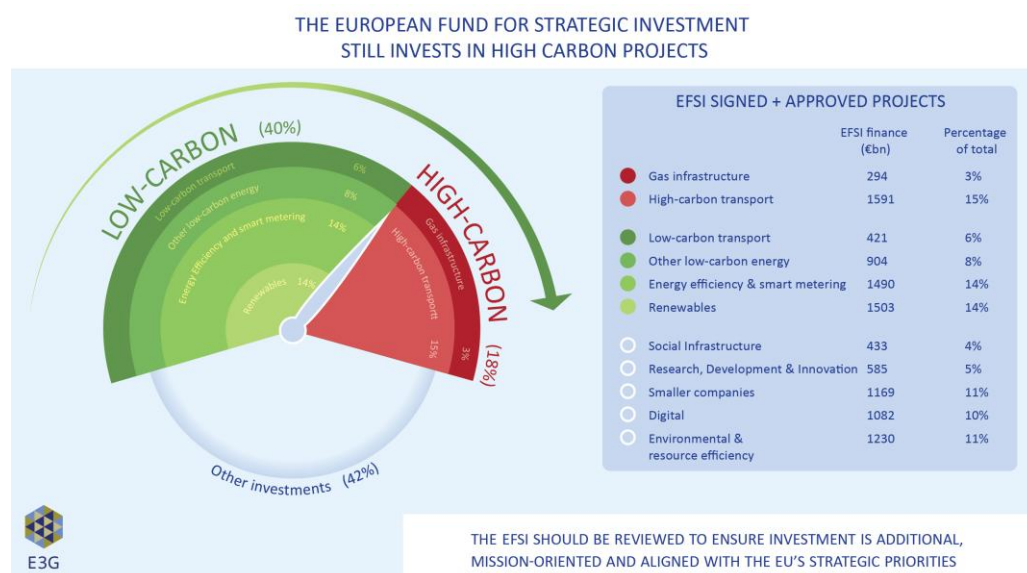 THE EUROPEAN FUND FOR STRATEGIC INVESTMENT
STILL INVESTS IN HIGH CARBON PROJECTS
LOW-CARBON (40%)
Low-carbon transport 6%
Other low-carbon energy 8%
Energy Efficiency and smart metering 14%
Renewables 14%
HIGH-CARBON (18%)
Gas infrastructure 3%
High-carbon transportt 15%
Other investments (42%)
EFSI SIGNED + APPROVED PROJECTS
EFSI finance Percentage
(€bn) of total
Gas infrastructure 294 3%
High-carbon transport 1591 15%
Low-carbon transport 421 6%
Other low-carbon energy 904 8%
Energy efficiency & smart metering 1490 14%
Renewables 1503 14%
Social Infrastructure 433 4%
Research, Development & Innovation 585 5%
Smaller companies 1169 11%
Digital 1082 10%
Environmental & 1230 11%
resource efficiency
E3G
THE EFSI SHOULD BE REVIEWED TO ENSURE INVESTMENT IS ADDITIONAL,
MISSION-ORIENTED AND ALIGNED WITH THE EU'S STRATEGIC PRIORITIES